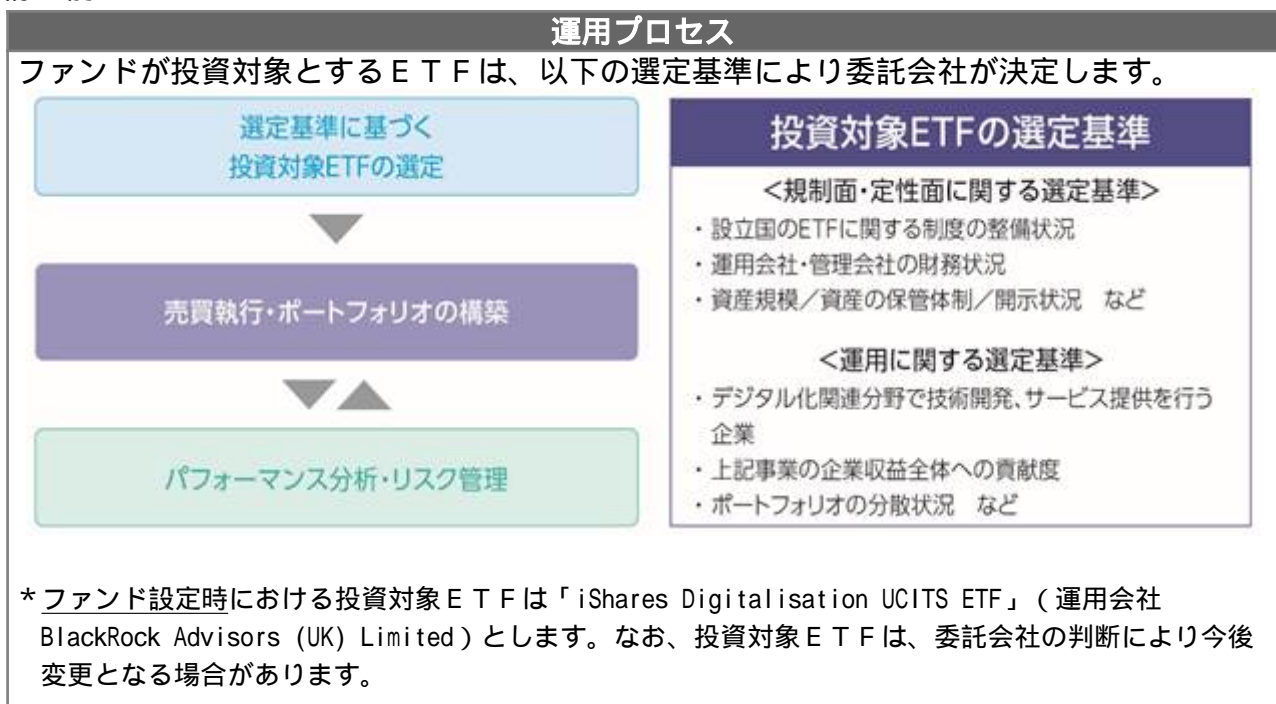 運用プロセス
ファンドが投資対象とするＥＴＦは、以下の選定基準により委託会社が決定します。
選定基準に基づく
投資対象ETFの選定
売買執行・ポートフォリオの構築
パフォーマンス分析・リスク管理
投資対象ETFの選定基準
＜規制面・定性面に関する選定基準＞
・設立国のETFに関する制度の整備状況
・運用会社・管理会社の財務状況
・資産規模／資産の保管体制／開示状況　など
＜運用に関する選定基準＞
・デジタル化関連分野で技術開発、サービス提供を行う
企業
・上記事業の企業収益全体への貢献度
・ポートフォリオの分散状況　など
＊ファンド設定時における投資対象ＥＴＦは「iShares Digitalisation UCITS ETF」（運用会社
BlackRock Advisors (UK) Limited）とします。なお、投資対象ＥＴＦは、委託会社の判断により今後
変更となる場合があります。